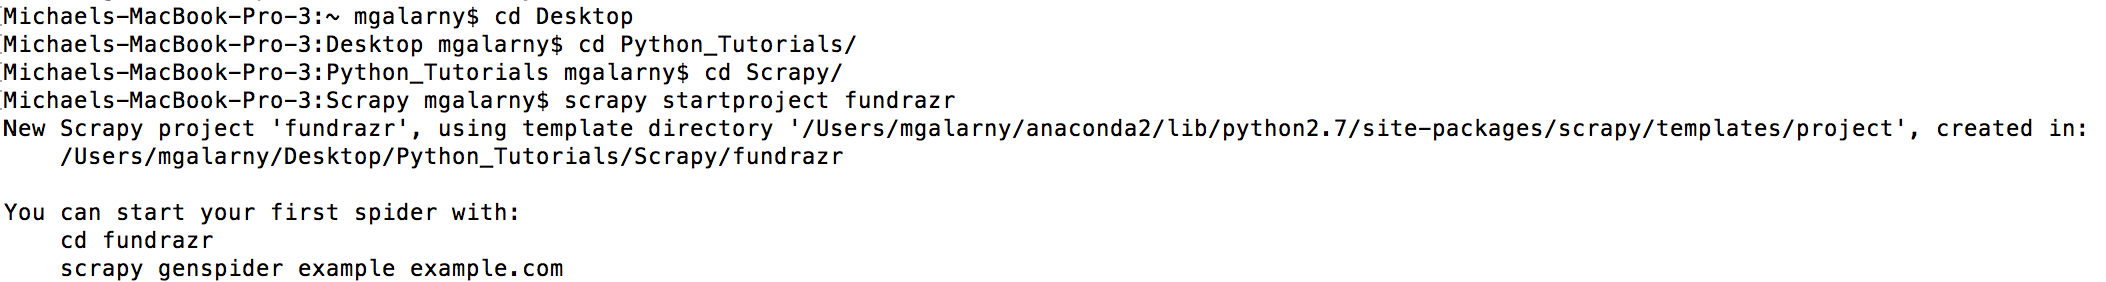 [Michaels-MacBook-Pro-3:~ mgalarny$ cd Desktop
[Michaels-MacBook-Pro-3:Desktop mgalarny$ cd Python_Tutorials/
[Michaels-MacBook-Pro-3:Python_Tutorials mgalarny$ cd Scrapy/
[Michaels-MacBook-Pro-3:Scrapy mgalarny$ scrapy startproject fundrazr
New Scrapy project 'fundrazr', using template directory '/Users/mgalarny/anaconda2/lib/python2.7/site-packages/scrapy/templates/project', created in:
    /Users/mgalarny/Desktop/Python_Tutorials/Scrapy/fundrazr

You can start your first spider with:
    cd fundrazr
    scrapy genspider example example.com